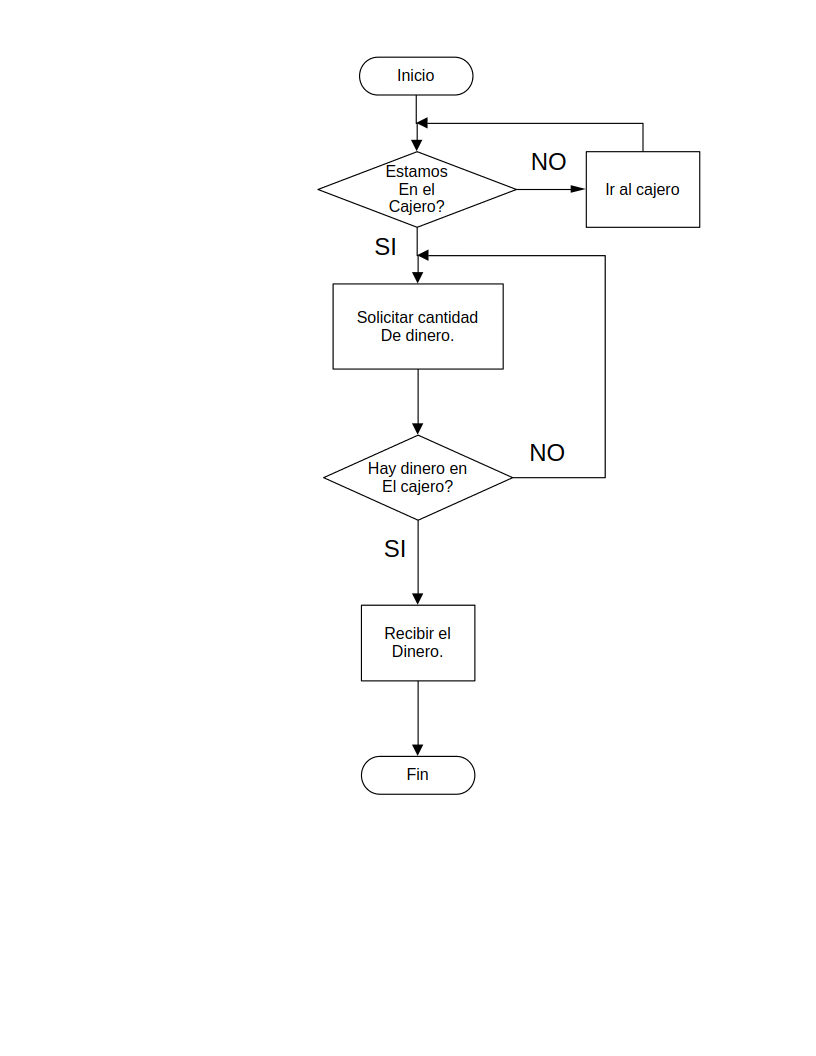 Inicio
Estamos
En el
Cajero?
NO
Ir al cajero
SI
Solicitar cantidad
De dinero.
Hay dinero en
El cajero?
NO
SI
Recibir el
Dinero.
Fin